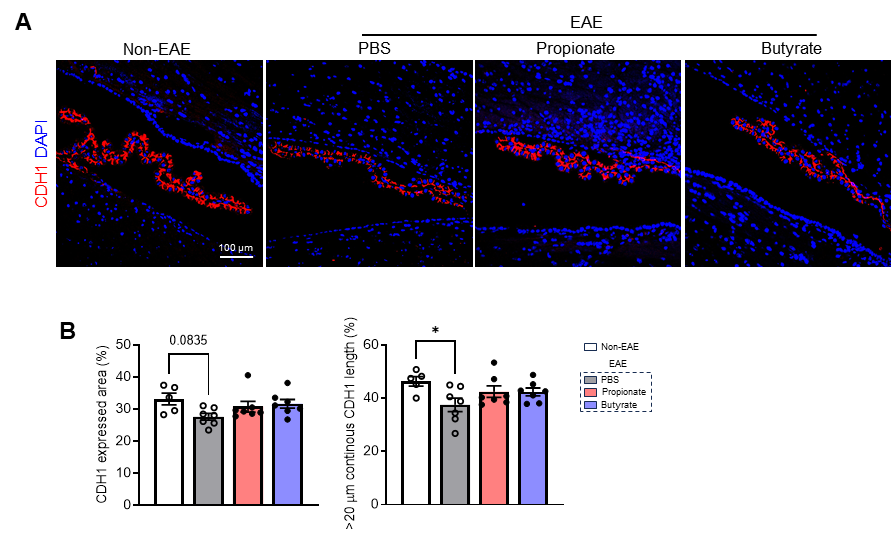 A
EAE
Non-EAE PBS Propionate Butyrate
CDH1 DAPI
100 µm
B
CDH1 expressed area (%)
50
40
30
20
10
0
0.0835
>20 µm continous CDH1 length (%)
60
40
20
0
*
Non-EAE
EAE
PBS
Propionate
Butyrate